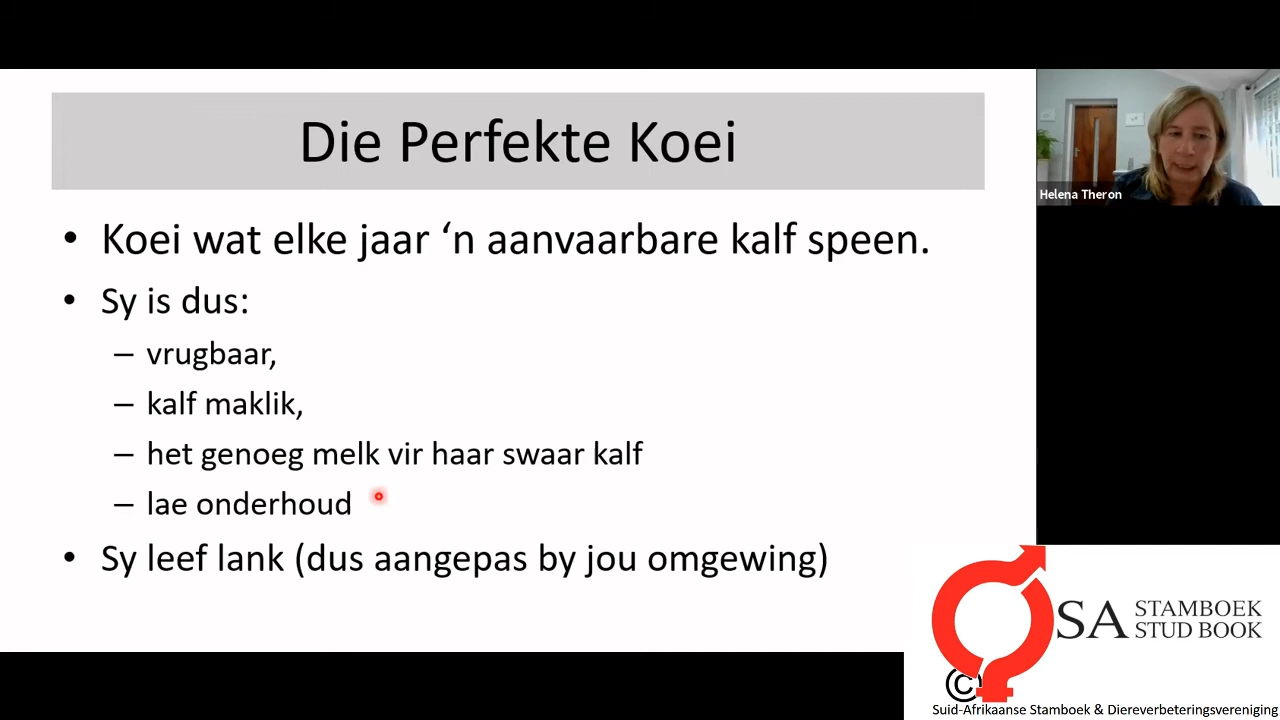 Die Perfekte Koei
• Koei wat elke jaar ‘n aanvaarbare kalf speen.
• Sy is dus:
– vrugbaar,
– kalf maklik,
– het genoeg melk vir haar swaar kalf
– lae onderhoud
• Sy leef lank (dus aangepas by jou omgewing)
Helena Theron
SA STAMBOEK
STUD BOOK
©
Suid-Afrikaanse Stamboek & Diereverbeteringsvereniging